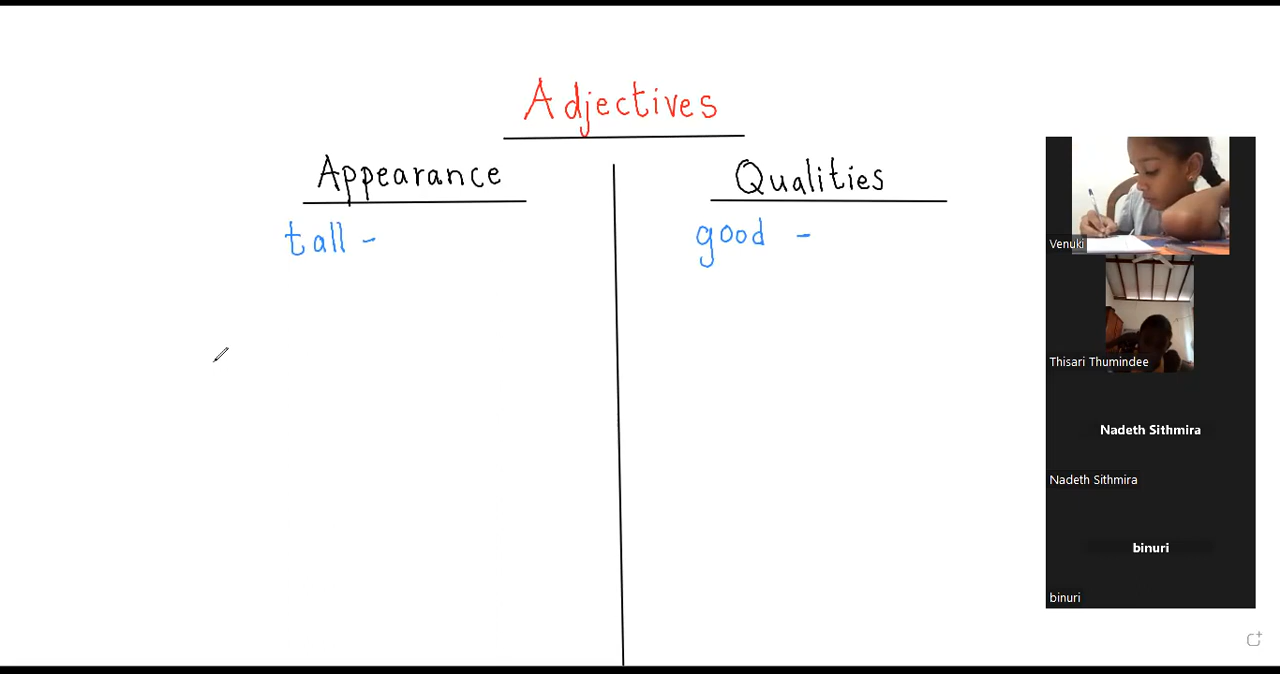 Adjectives
Appearance
Qualities
tall -
good -
Venuki
Thisari Thumindee
Nadeth Sithmira
Nadeth Sithmira
binuri
binuri